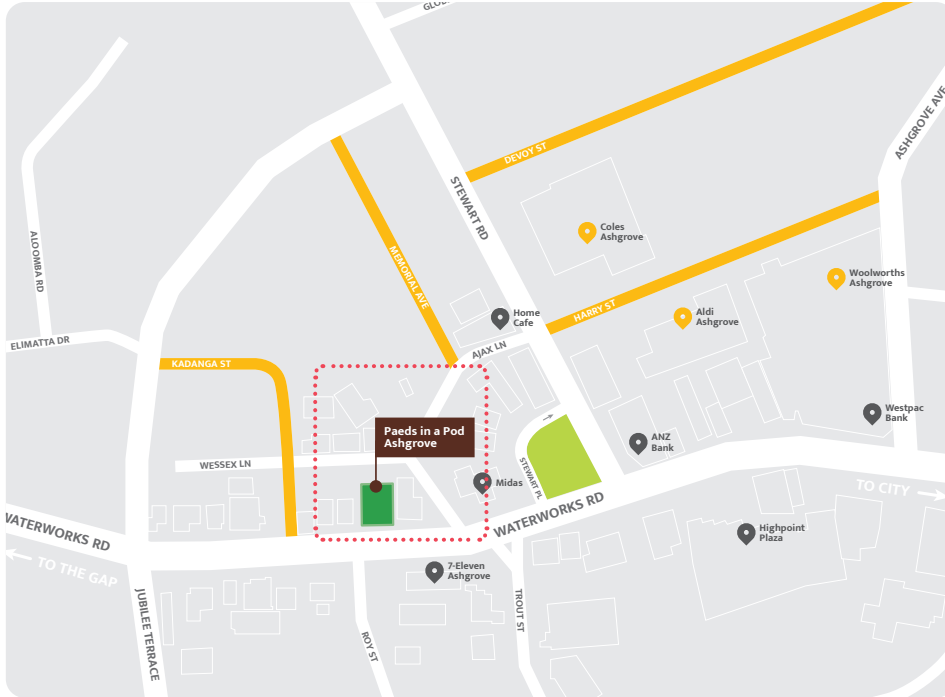 GLOB
ASHGROVE AVE
DEVOY ST
STEWART RD
ALOOMBA RD
MEMORIAL AVE
Coles
Ashgrove
Woolworths
Ashgrove
HARRY ST
Home
Cafe
Aldi
Ashgrove
ELIMATTA DR
AJAX LN
KADANGA ST
Paeds in a Pod
Ashgrove
Westpac
Bank
ANZ
Bank
WESSEX LN
STEWART PL
Midas
TO CITY
WATERWORKS RD
WATERWORKS RD
Highpoint
Plaza
TO THE GAP
7-Eleven
Ashgrove
JUBILEE TERRACE
TROUT ST
ROY ST